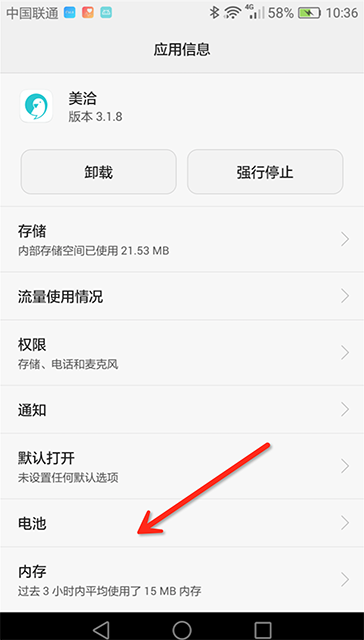 中国联通 4G 58% 10:36
应用信息
美洽
版本 3.1.8
卸载 强行停止
存储
内部存储空间已使用 21.53 MB
流量使用情况
权限
存储、电话和麦克风
通知
默认打开
未设置任何默认选项
电池
内存
过去 3 小时内平均使用了 15 MB 内存